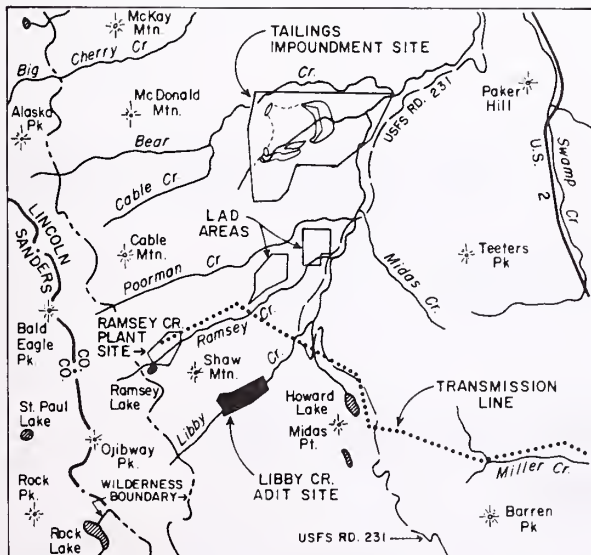 McKay
Mtn.
TAILINGS
IMPOUNDMENT SITE
Big Cherry Cr
Cr.
Paker
Hill
Alaska
Pk
McDonald
Mtn.
USFS RD. 231
U.S. 2
Swamp Cr
Bear
Cable Cr.
LINCOLN
SANDERS
CO.
CO.
LAD
AREAS
Cable
Mtn.
Poorman Cr
Midas Cr.
Teeters
Pk
Bald
Eagle
Pk.
RAMSEY CR.
PLANT
SITE
Ramsey Cr.
Shaw
Mtn.
Ramsey
Lake
Libby Cr.
Howard
Lake
TRANSMISSION
LINE
St. Paul
Lake
Midas
Pt.
Ojibway
Pk.
LIBBY CR.
ADIT SITE
Miller Cr.
Rock
Pk.
WILDERNESS
BOUNDARY
Rock
Lake
USFS RD. 231
Barren
Pk